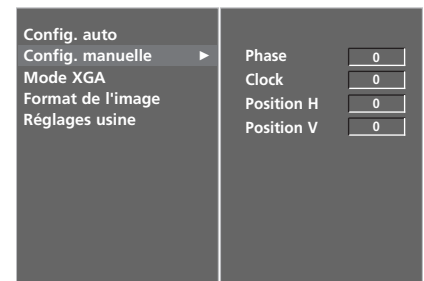 Config. auto
Config. manuelle ►
Mode XGA
Format de l'image
Réglages usine
Phase 0
Clock 0
Position H 0
Position V 0